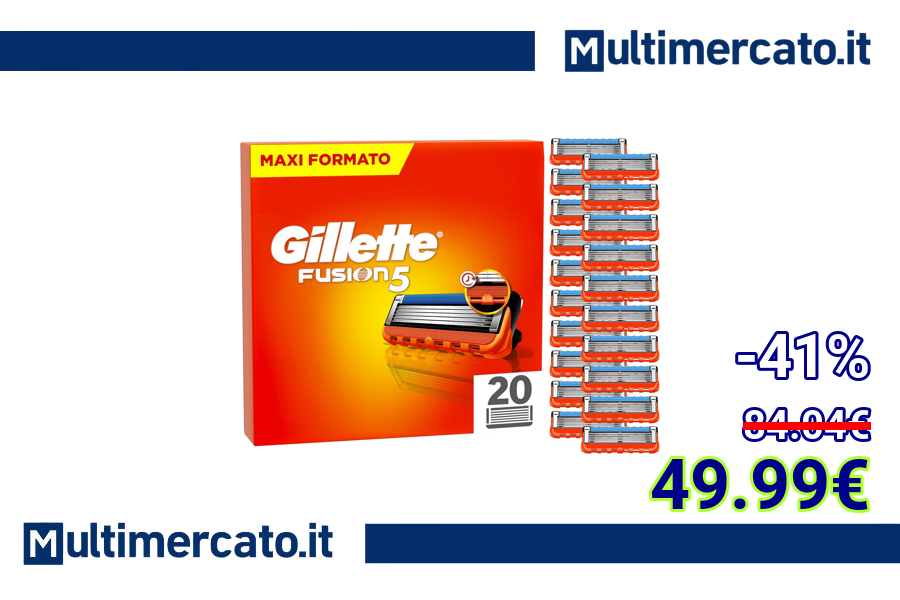 Multimercato.it
MAXI FORMATO
Gillette®
FUSION5
20
-41%
84.04€
49.99€
Multimercato.it